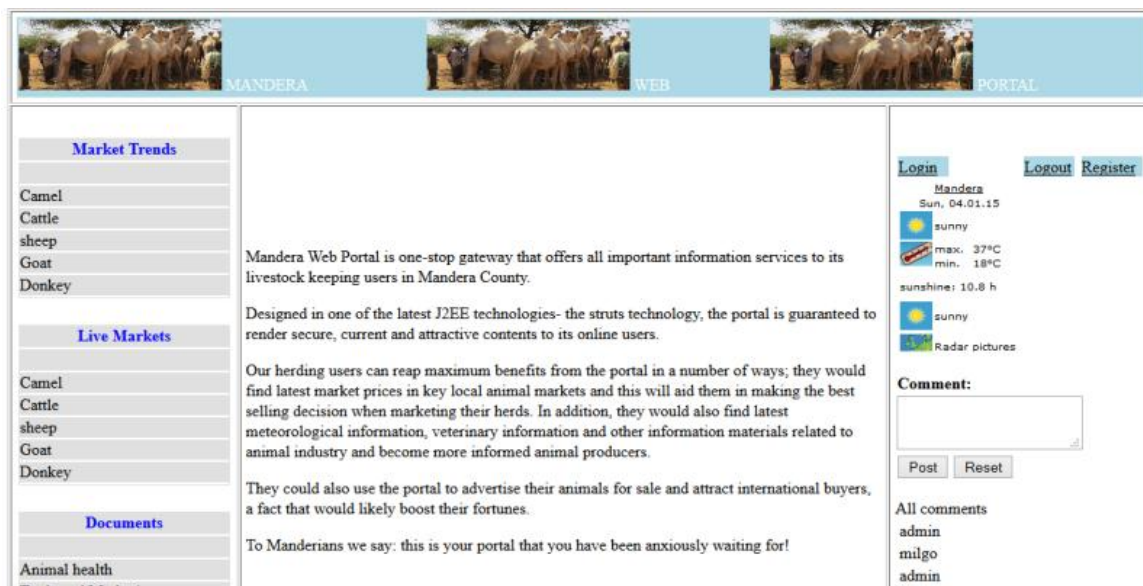 MANDERA WEB PORTAL
Market Trends
Camel
Cattle
sheep
Goat
Donkey
Live Markets
Camel
Cattle
sheep
Goat
Donkey
Documents
Animal health
Mandera Web Portal is one-stop gateway that offers all important information services to its
livestock keeping users in Mandera County.
Designed in one of the latest J2EE technologies- the struts technology, the portal is guaranteed to
render secure, current and attractive contents to its online users.
Our herding users can reap maximum benefits from the portal in a number of ways; they would
find latest market prices in key local animal markets and this will aid them in making the best
selling decision when marketing their herds. In addition, they would also find latest
meteorological information, veterinary information and other information materials related to
animal industry and become more informed animal producers.
They could also use the portal to advertise their animals for sale and attract international buyers,
a fact that would likely boost their fortunes.
To Manderians we say: this is your portal that you have been anxiously waiting for!
Login Logout Register
Mandera
Sun, 04.01.15
sunny
max. 37°C
min. 18°C
sunshine: 10.8 h
sunny
Radar pictures
Comment:
Post Reset
All comments
admin
milgo
admin